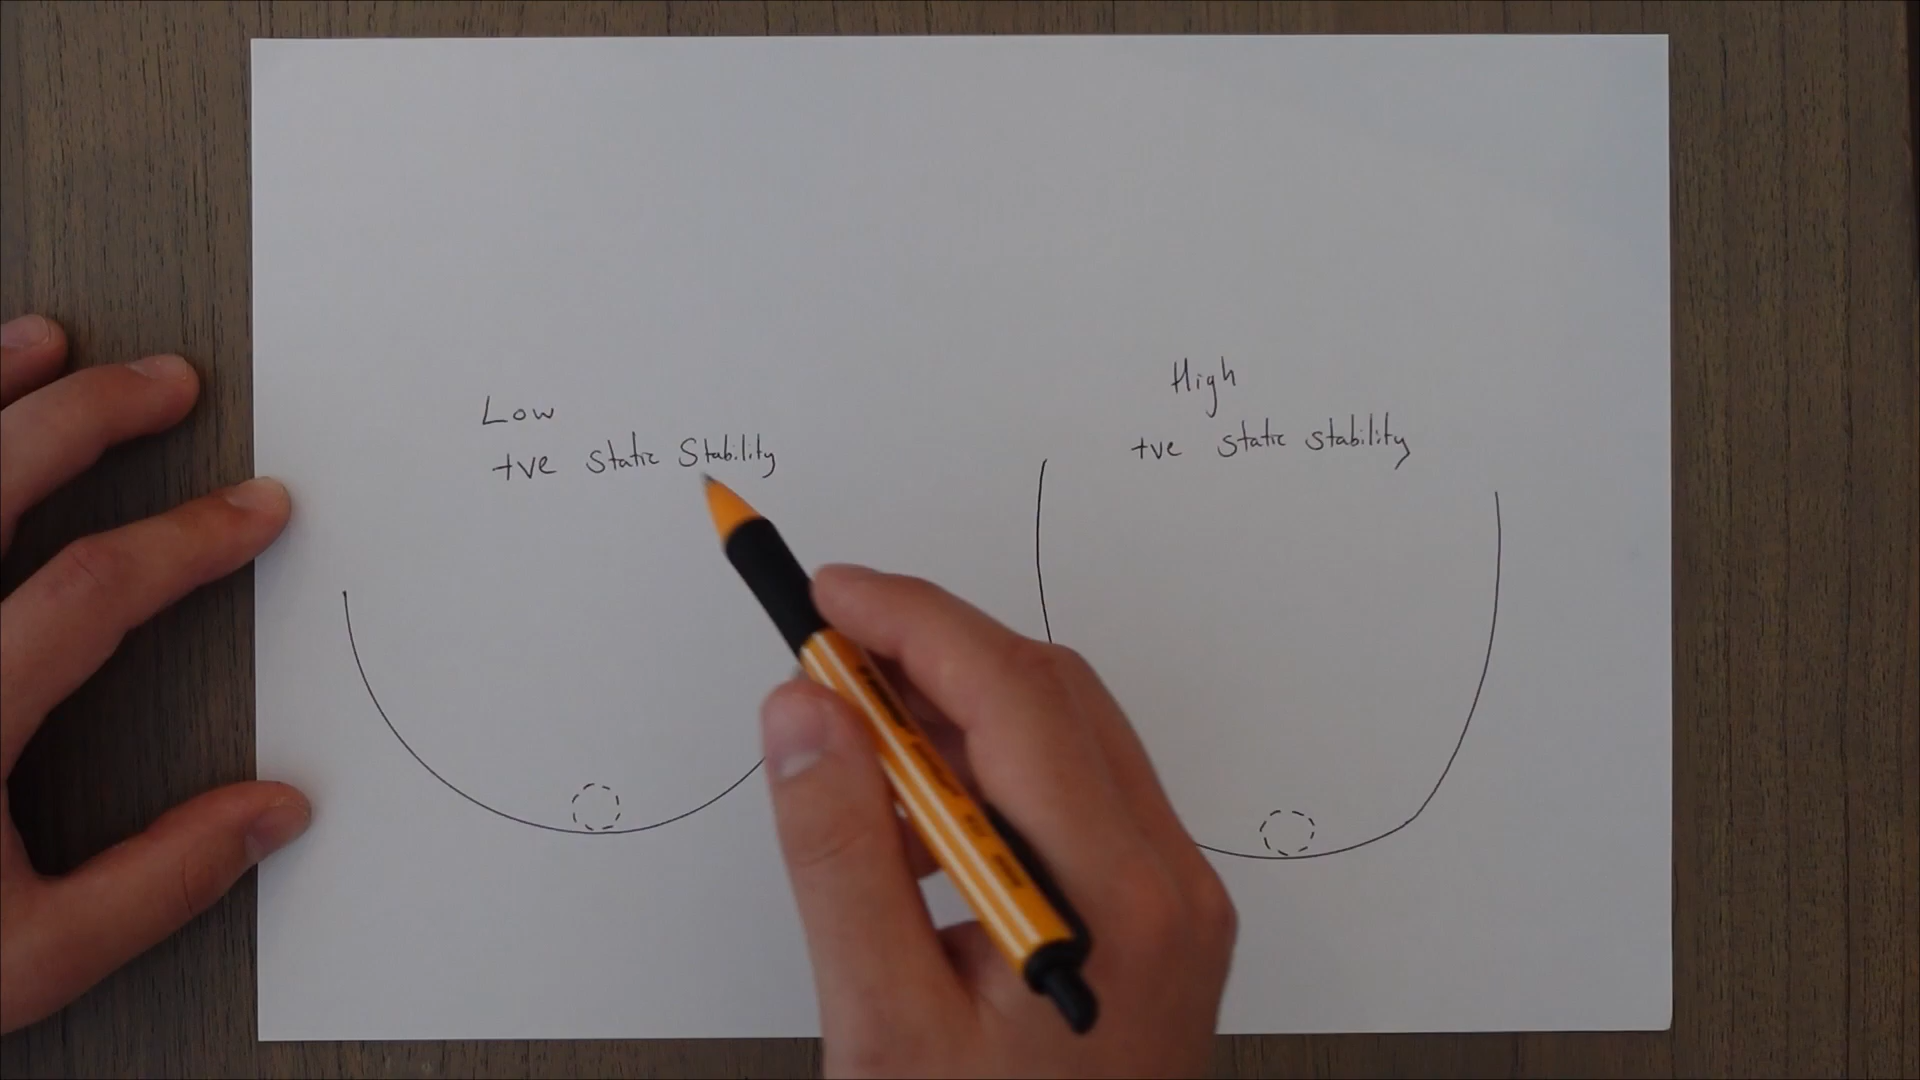 Low
+ve static Stability
High
+ve static stability